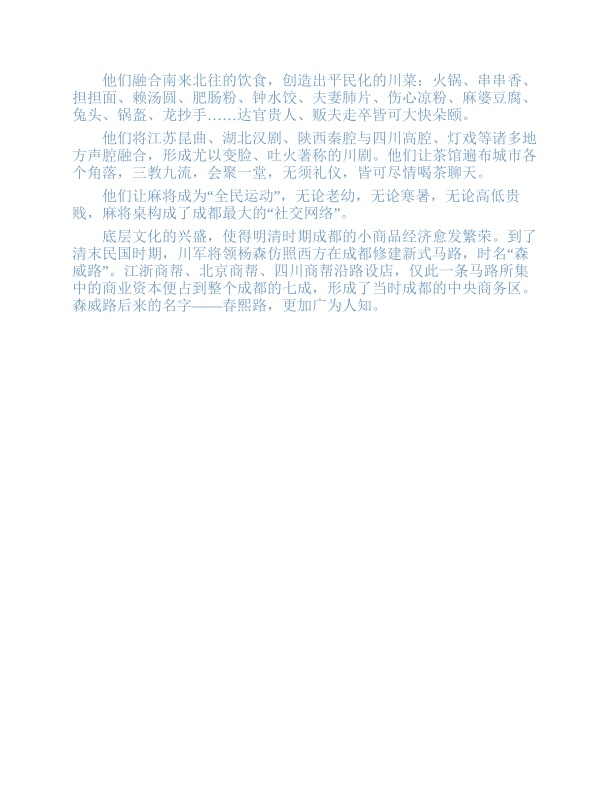 他们融合南来北往的饮食，创造出平民化的川菜：火锅、串串香、
担担面、赖汤圆、肥肠粉、钟水饺、夫妻肺片、伤心凉粉、麻婆豆腐、
兔头、锅盔、龙抄手……达官贵人、贩夫走卒皆可大快朵颐。
他们将江苏昆曲、湖北汉剧、陕西秦腔与四川高腔、灯戏等诸多地
方声腔融合，形成尤以变脸、吐火著称的川剧。他们让茶馆遍布城市各
个角落，三教九流，会聚一堂，无须礼仪，皆可尽情喝茶聊天。
他们让麻将成为“全民运动”，无论老幼，无论寒暑，无论高低贵
贱，麻将桌构成了成都最大的“社交网络”。
底层文化的兴盛，使得明清时期成都的小商品经济愈发繁荣。到了
清末民国时期，川军将领杨森仿照西方在成都修建新式马路，时名“森
威路”。江浙商帮、北京商帮、四川商帮沿路设店，仅此一条马路所集
中的商业资本便占到整个成都的七成，形成了当时成都的中央商务区。
森威路后来的名字——春熙路，更加广为人知。